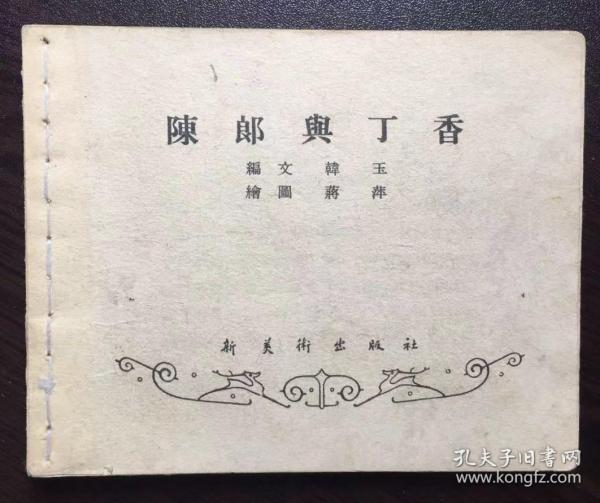 陳郎與丁香
編文 韓玉
繪圖 蔣萍
新美術出版社
孔夫子旧书网
www.kongfz.com